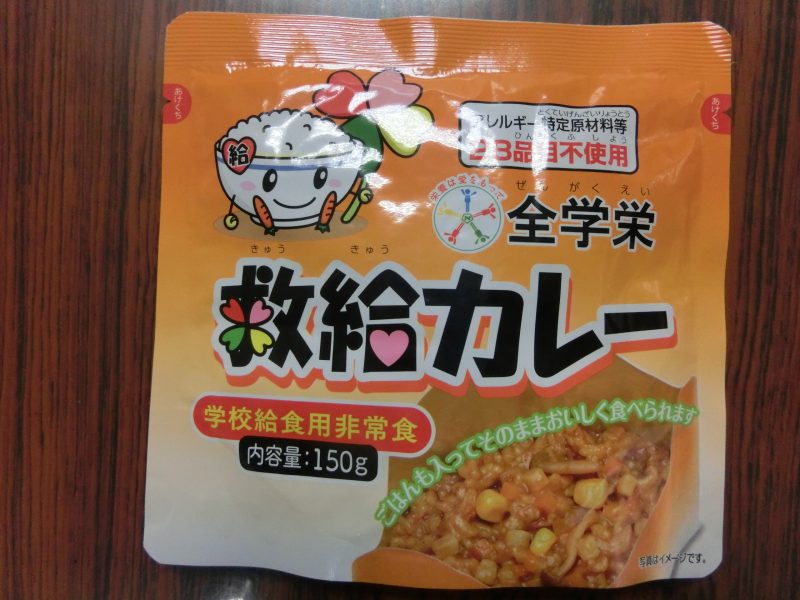 あけくち
あけくち
給
とくていげんざいりょうとう
アレルギー特定原材料等
ひんもくふしよう
品目不使用
栄養は愛をもって
ぜんがくえい
全学栄
きゅう きゅう
救給カレー
学校給食用非常食
内容量:150g
ごはんも入ってそのままおいしく食べられます
写真はイメージです。